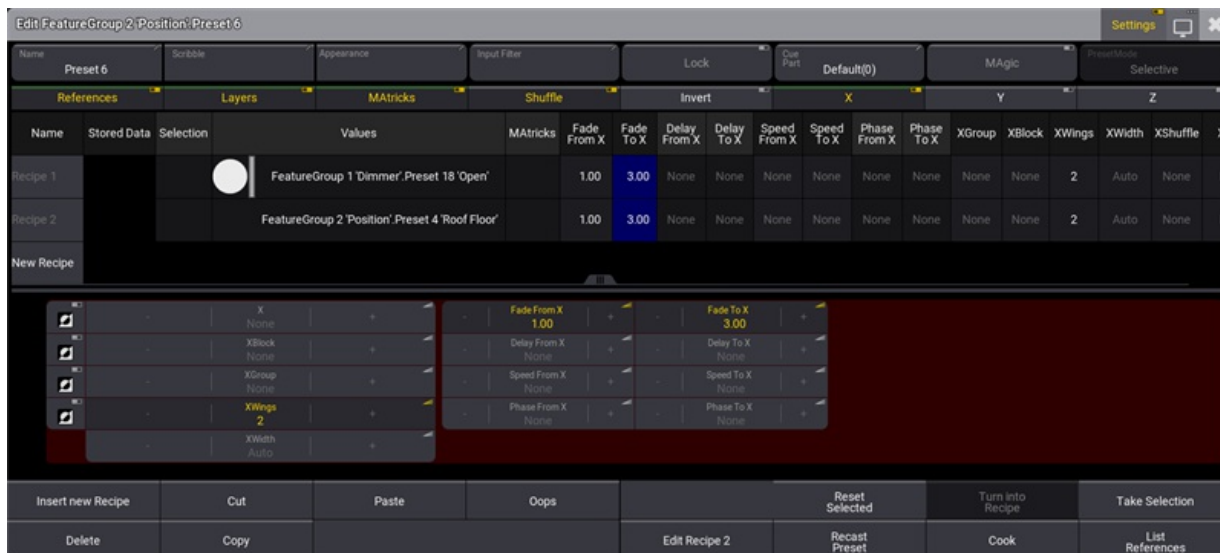 Edit FeatureGroup 2 'Position'.Preset 6
Settings
Name
Preset 6
Scribble
Appearance
Input Filter
Lock
Cue Part
Default(0)
MAgic
PresetMode
Selective
References Layers MAtricks Shuffle Invert X Y Z
Name Stored Data Selection Values MAtricks Fade From X Fade To X Delay From X Delay To X Speed From X Speed To X Phase From X Phase To X XGroup XBlock XWings XWidth XShuffle
Recipe 1 FeatureGroup 1 'Dimmer'.Preset 18 'Open' 1.00 3.00 None None None None None None None None 2 Auto None
Recipe 2 FeatureGroup 2 'Position'.Preset 4 'Roof Floor' 1.00 3.00 None None None None None None None None 2 Auto None
New Recipe
- X + - Fade From X + - Fade To X +
None 1.00 3.00
- XBlock + - Delay From X + - Delay To X +
None None None
- XGroup + - Speed From X + - Speed To X +
None None None
- XWings + - Phase From X + - Phase To X +
2 None None
- XWidth +
Auto
Insert new Recipe Cut Paste Oops Reset Selected Turn into Recipe Take Selection
Delete Copy Edit Recipe 2 Recast Preset Cook List References